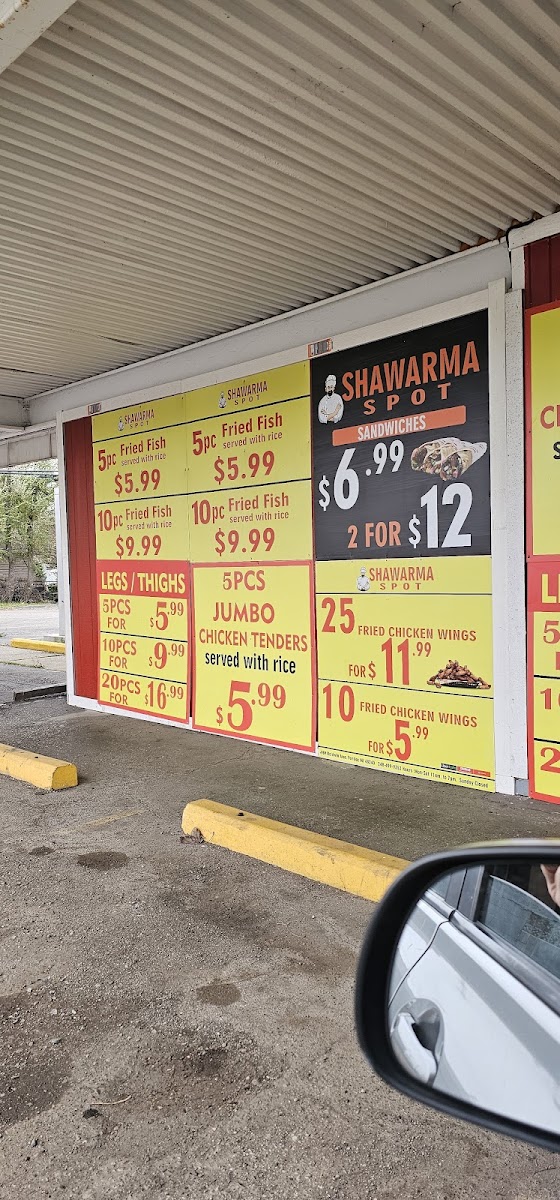 SHAWARMA
SPOT
5pc Fried Fish
served with rice
$5.99
10pc Fried Fish
served with rice
$9.99
SHAWARMA
SPOT
5pc Fried Fish
served with rice
$5.99
10pc Fried Fish
served with rice
$9.99
SHAWARMA
SPOT
SANDWICHES
$6.99
2 FOR $12
LEGS / THIGHS
5PCS
FOR $5.99
10PCS
FOR $9.99
20PCS
FOR $16.99
5PCS
JUMBO
CHICKEN TENDERS
served with rice
$5.99
SHAWARMA
SPOT
25 FRIED CHICKEN WINGS
FOR $11.99
10 FRIED CHICKEN WINGS
FOR $5.99